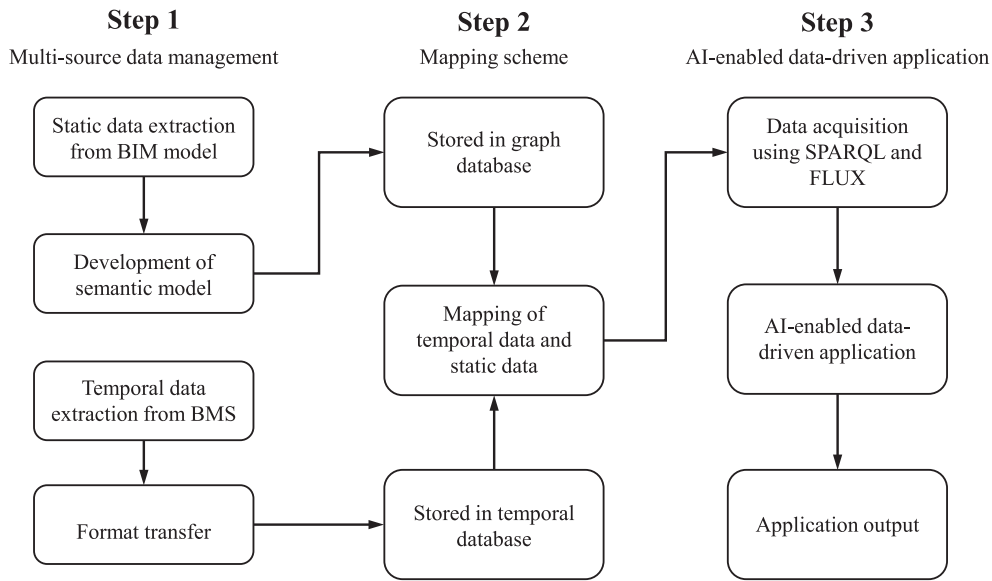 Step 1
Multi-source data management
Static data extraction
from BIM model
Development of
semantic model
Temporal data
extraction from BMS
Format transfer
Step 2
Mapping scheme
Stored in graph
database
Mapping of
temporal data and
static data
Stored in temporal
database
Step 3
AI-enabled data-driven application
Data acquisition
using SPARQL and
FLUX
AI-enabled data-
driven application
Application output